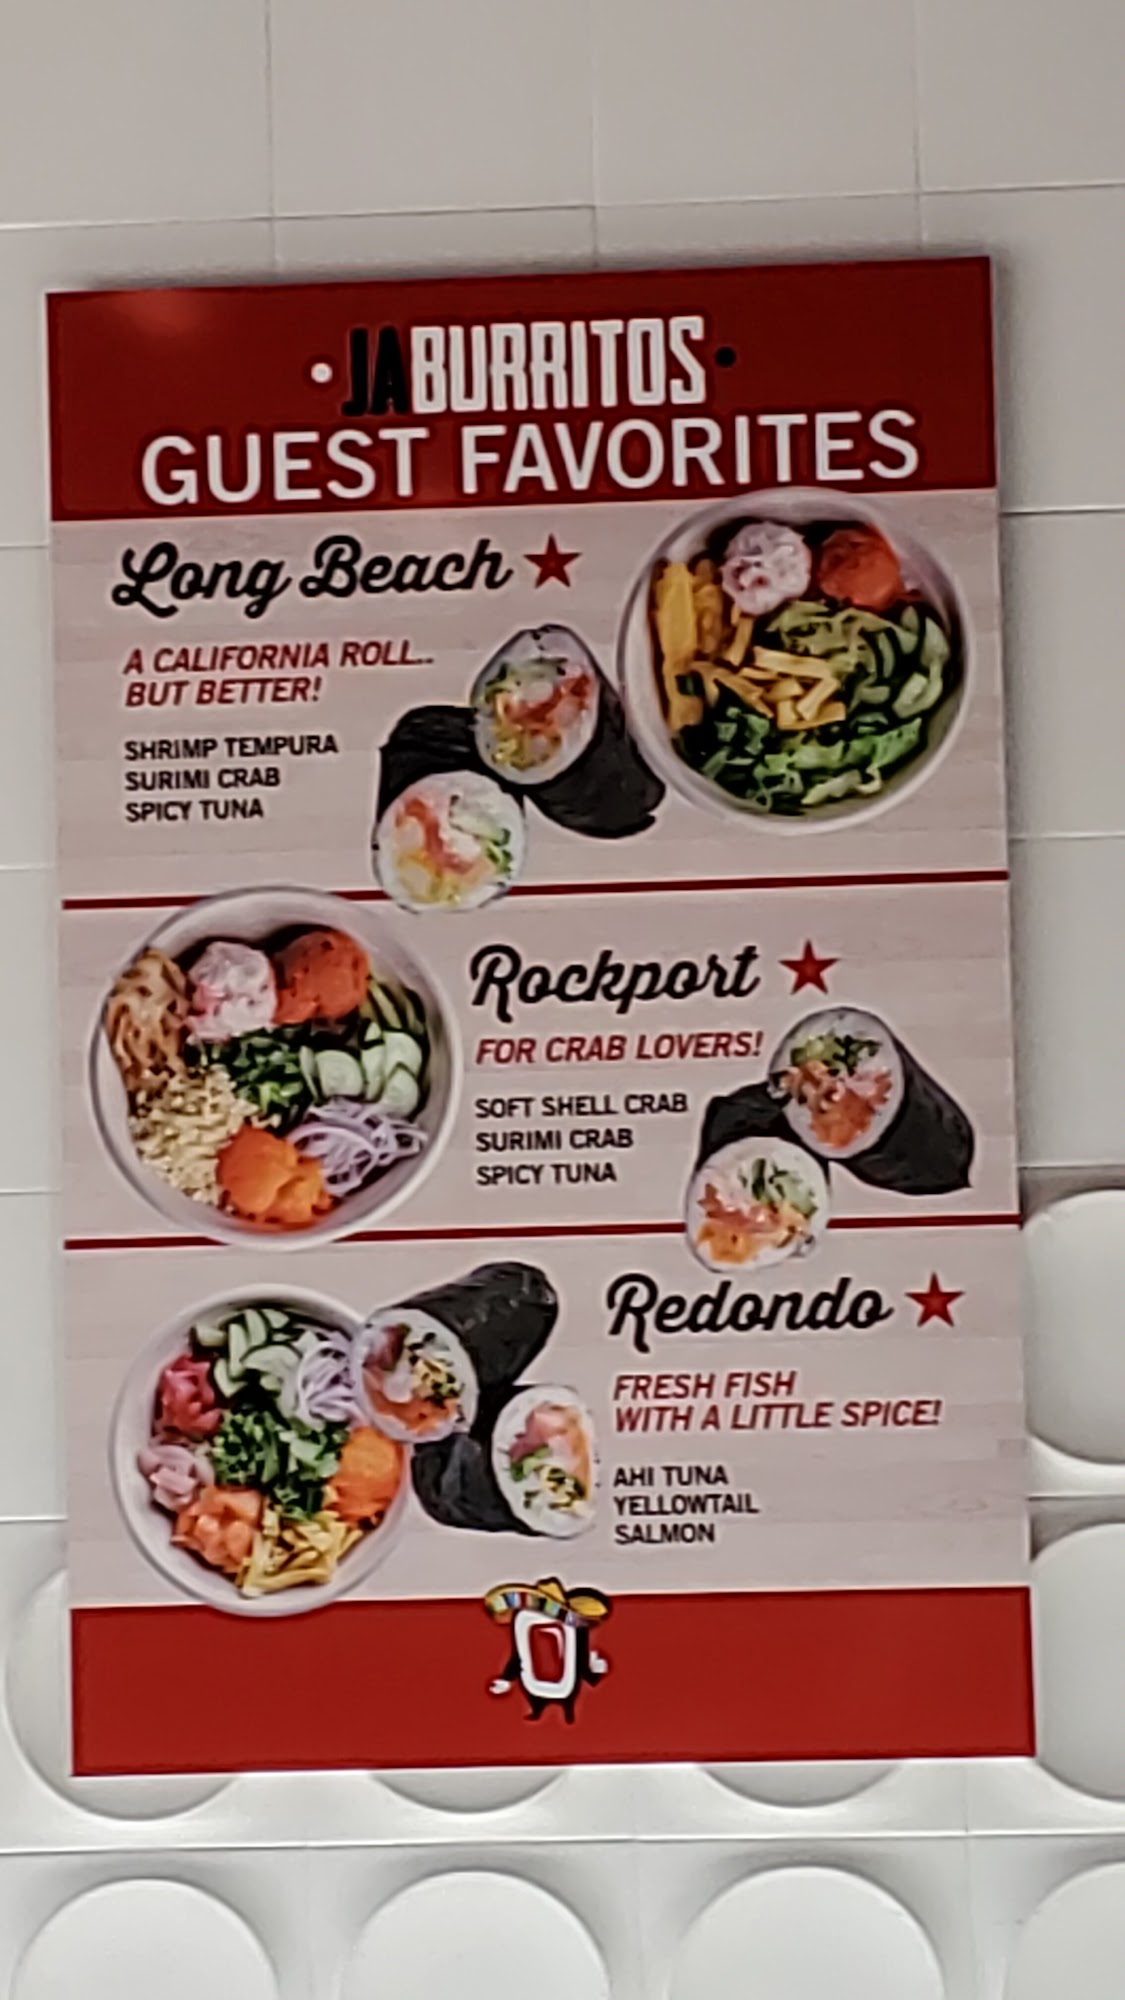 • JABURRITOS •
GUEST FAVORITES
Long Beach ★
A CALIFORNIA ROLL..
BUT BETTER!
SHRIMP TEMPURA
SURIMI CRAB
SPICY TUNA
Rockport ★
FOR CRAB LOVERS!
SOFT SHELL CRAB
SURIMI CRAB
SPICY TUNA
Redondo ★
FRESH FISH
WITH A LITTLE SPICE!
AHI TUNA
YELLOWTAIL
SALMON